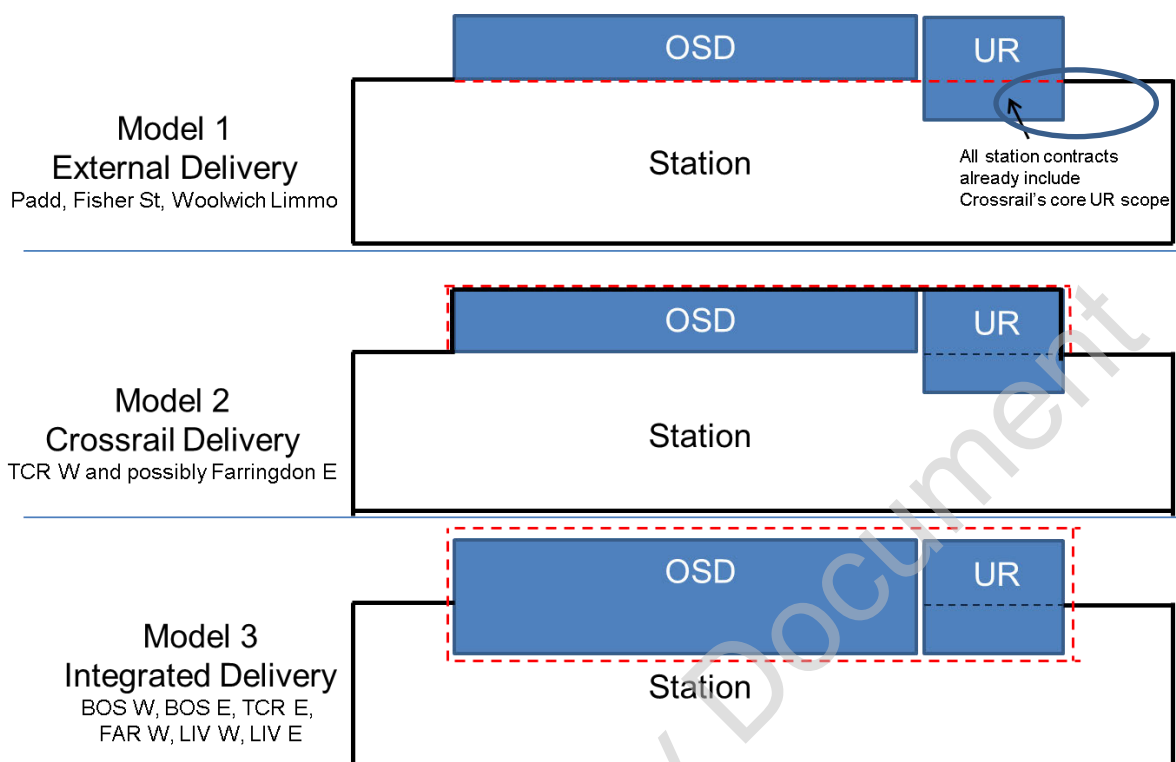 OSD
UR
Model 1
External Delivery
Padd, Fisher St, Woolwich Limmo
Station
All station contracts
already include
Crossrail's core UR scope
OSD
UR
Model 2
Crossrail Delivery
TCR W and possibly Farringdon E
Station
OSD
UR
Model 3
Integrated Delivery
BOS W, BOS E, TCR E,
FAR W, LIV W, LIV E
Station
Document